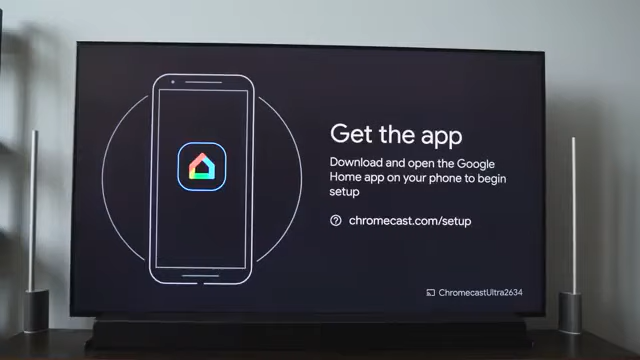 Get the app
Download and open the Google
Home app on your phone to begin
setup
chromecast.com/setup
ChromecastUltra2634